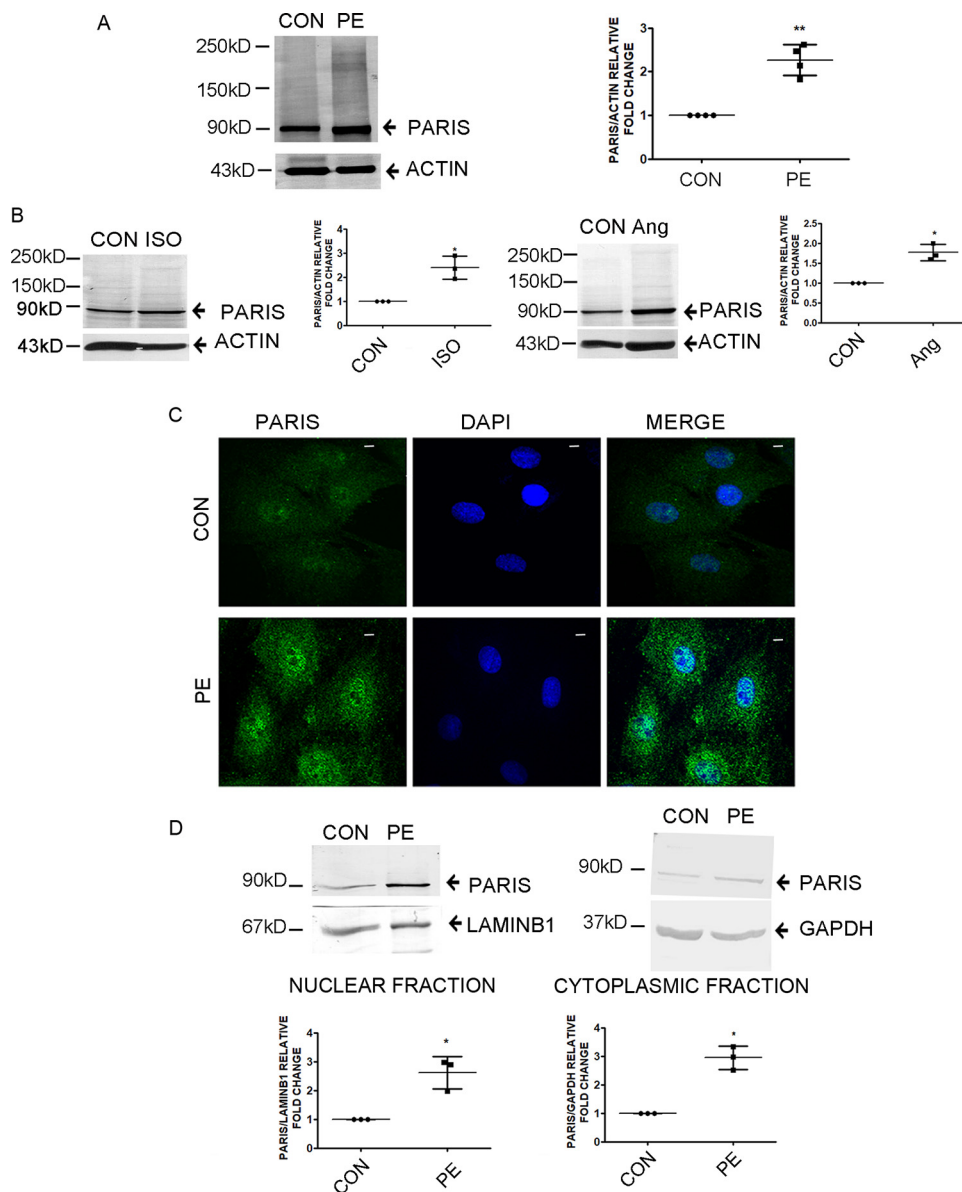 A
CON PE
250kD
150kD
90kD
PARIS
43kD
ACTIN
PARIS/ACTIN RELATIVE
FOLD CHANGE
3
2
1
0
**
CON
PE
B
CON ISO
250kD
150kD
90kD
PARIS
43kD
ACTIN
PARIS/ACTIN RELATIVE
FOLD CHANGE
4
3
2
1
0
*
CON
ISO
CON Ang
250kD
150kD
90kD
PARIS
43kD
ACTIN
PARIS/ACTIN RELATIVE
FOLD CHANGE
2.5
2.0
1.5
1.0
0.5
0.0
*
CON
Ang
C
PARIS DAPI MERGE
CON
PE
D
CON PE
90kD
PARIS
67kD
LAMINB1
NUCLEAR FRACTION
PARIS/LAMINB1 RELATIVE
FOLD CHANGE
4
3
2
1
0
*
CON
PE
CON PE
90kD
PARIS
37kD
GAPDH
CYTOPLASMIC FRACTION
PARIS/GAPDH RELATIVE
FOLD CHANGE
4
3
2
1
0
*
CON
PE